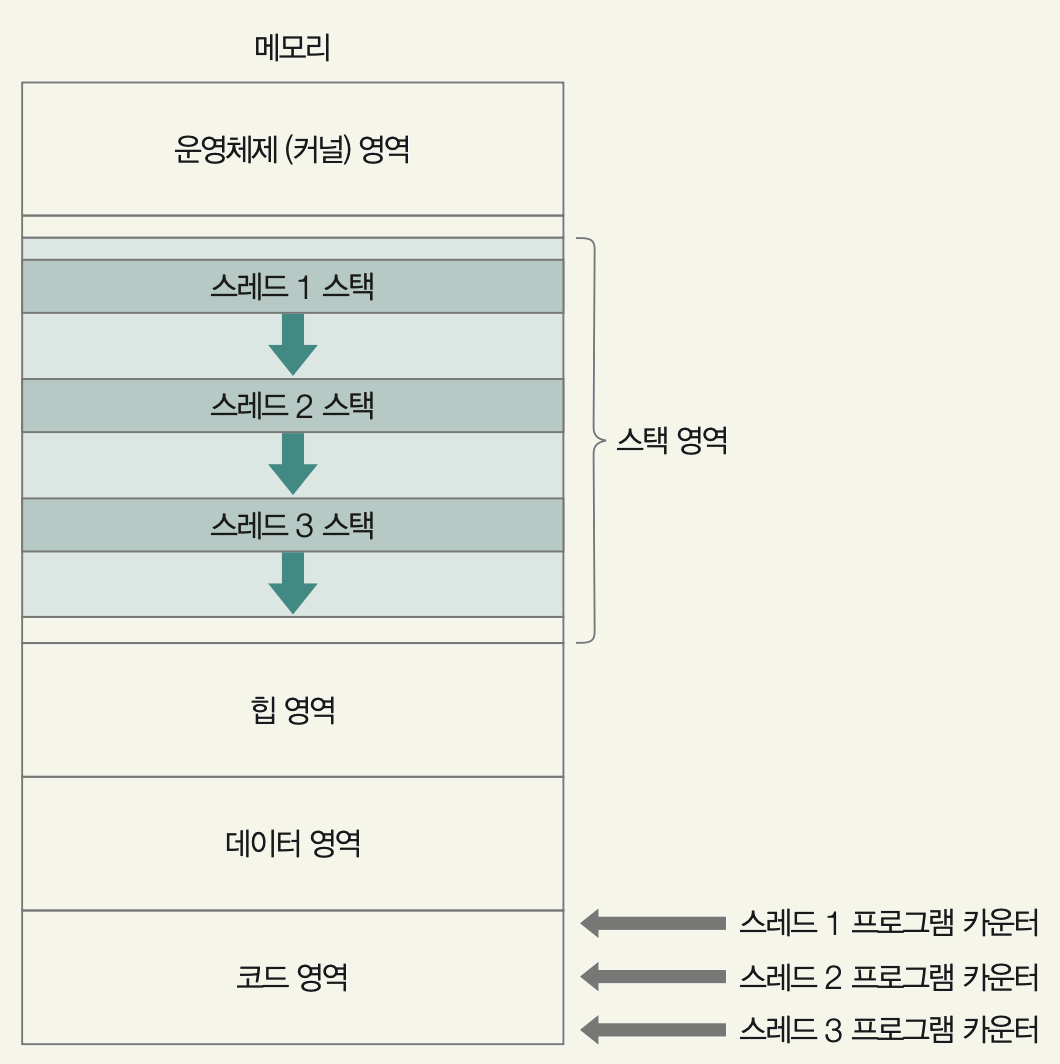 메모리
운영체제 (커널) 영역
스레드 1 스택
스레드 2 스택
스택 영역
스레드 3 스택
힙 영역
데이터 영역
스레드 1 프로그램 카운터
코드 영역
스레드 2 프로그램 카운터
스레드 3 프로그램 카운터